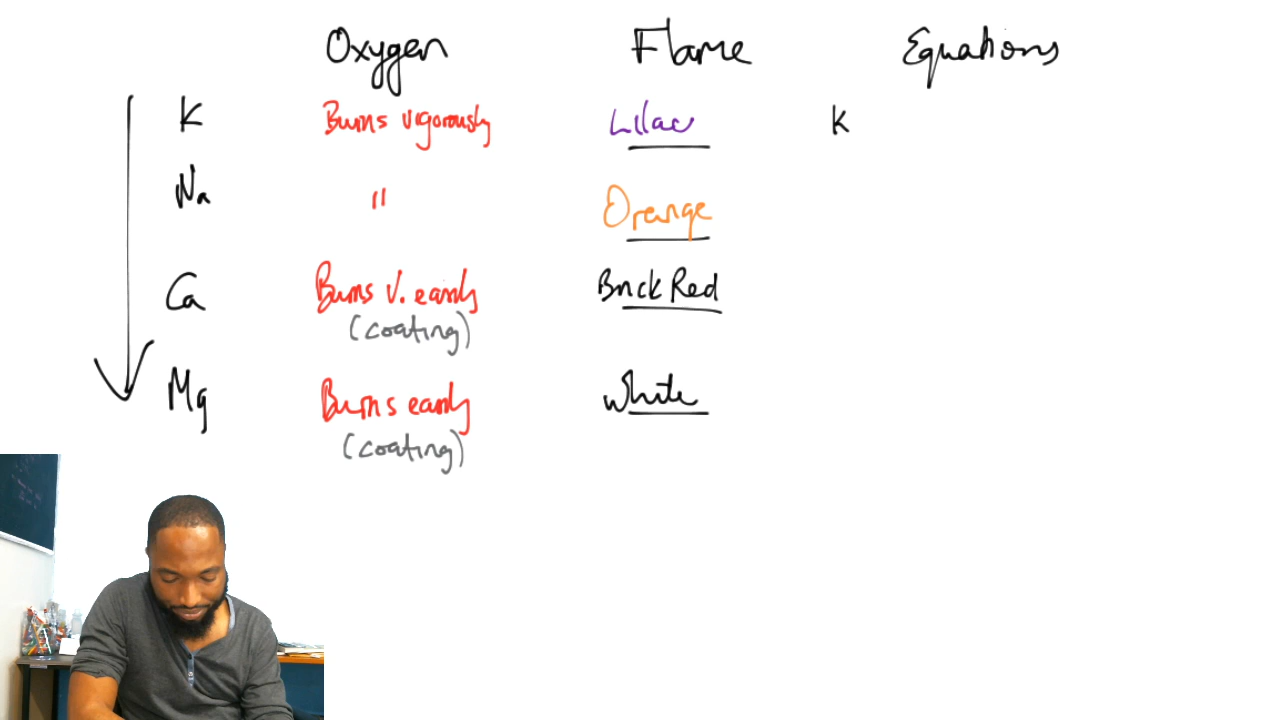 Oxygen Flame Equations
K Burns vigorously Lilac K
Na " Orange
Ca Burns V. easily Brick Red
(coating)
Mg Burns easily White
(coating)